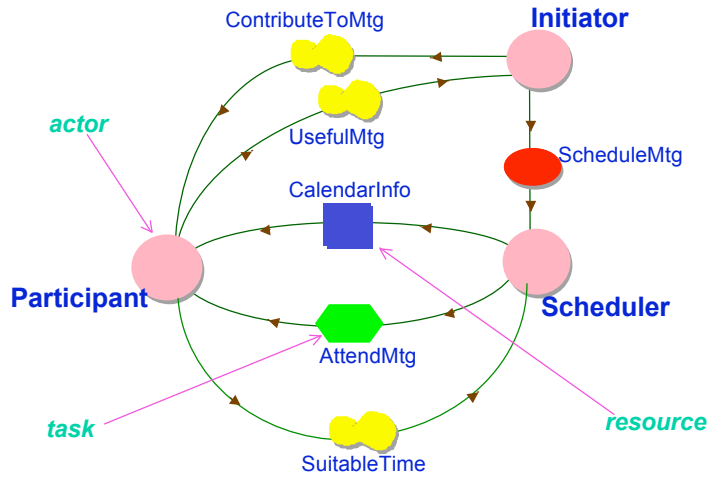 ContributeToMtg
Initiator
actor
UsefulMtg
ScheduleMtg
CalendarInfo
Participant
Scheduler
AttendMtg
task
resource
SuitableTime